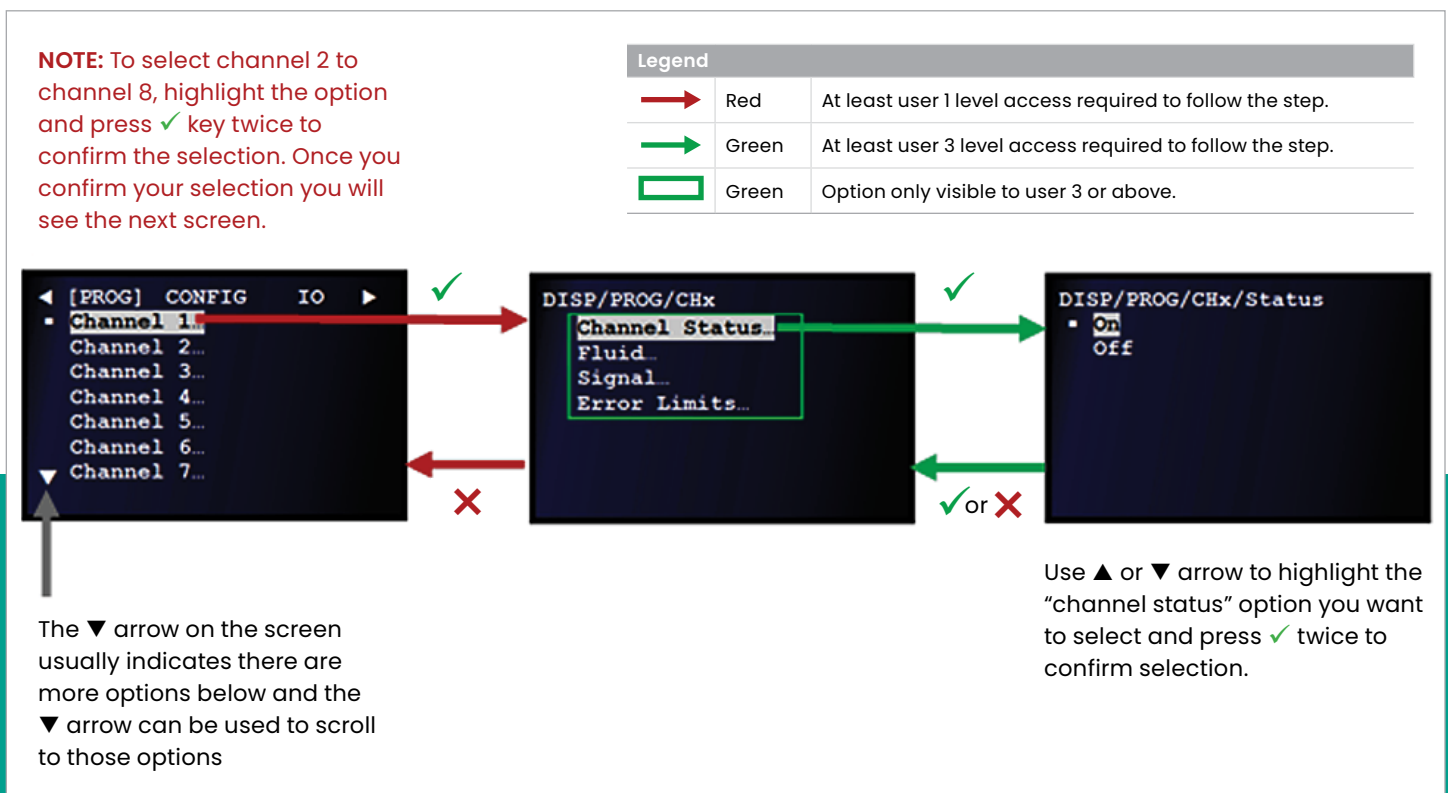 NOTE: To select channel 2 to
channel 8, highlight the option
and press ✓ key twice to
confirm the selection. Once you
confirm your selection you will
see the next screen.
Legend
Red At least user 1 level access required to follow the step.
Green At least user 3 level access required to follow the step.
Green Option only visible to user 3 or above.
◀ [PROG] CONFIG IO ▶
▪ Channel 1…
Channel 2…
Channel 3…
Channel 4…
Channel 5…
Channel 6…
▼ Channel 7…
✓
DISP/PROG/CHx
Channel Status…
Fluid…
Signal…
Error Limits…
✓
DISP/PROG/CHx/Status
▪ On
Off
✗
✓or ✗
The ▼ arrow on the screen
usually indicates there are
more options below and the
▼ arrow can be used to scroll
to those options
Use ▲ or ▼ arrow to highlight the
“channel status” option you want
to select and press ✓ twice to
confirm selection.